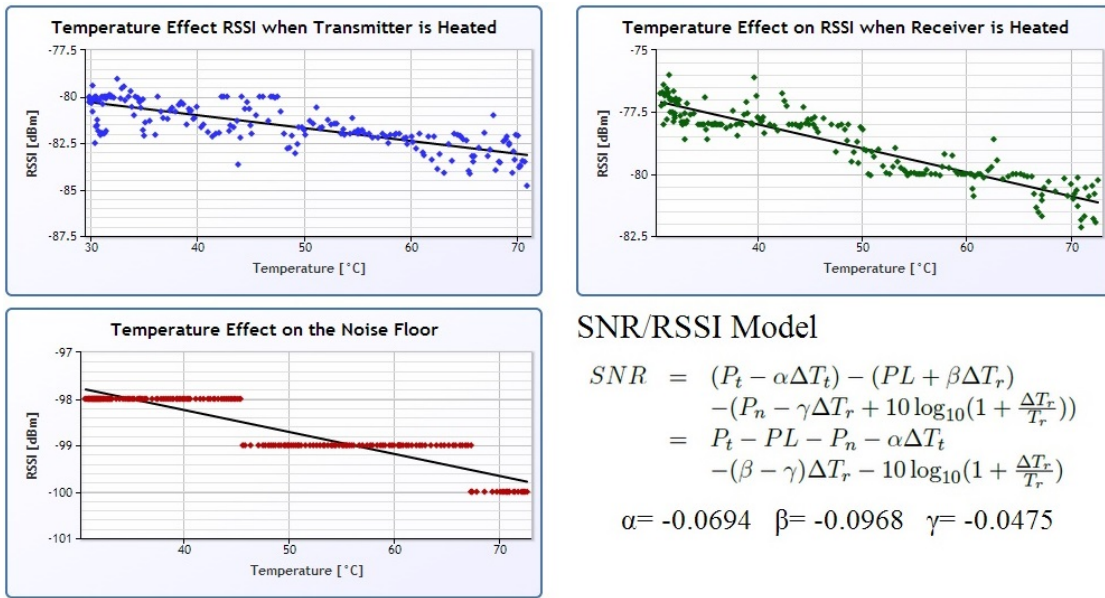 Temperature Effect RSSI when Transmitter is Heated
-77.5
-80
-82.5
-85
-87.5
RSSI [dBm]
30 40 50 60 70
Temperature [°C]
Temperature Effect on RSSI when Receiver is Heated
-75
-77.5
-80
-82.5
RSSI [dBm]
40 50 60 70
Temperature [°C]
Temperature Effect on the Noise Floor
-97
-98
-99
-100
-101
RSSI [dBm]
40 50 60 70
Temperature [°C]
SNR/RSSI Model
SNR = (P_t − αΔT_t) − (PL + βΔT_r)
−(P_n − γΔT_r + 10 log₁₀(1 + ΔT_r/T_r))
= P_t − PL − P_n − αΔT_t
−(β − γ)ΔT_r − 10 log₁₀(1 + ΔT_r/T_r)
α= -0.0694 β= -0.0968 γ= -0.0475